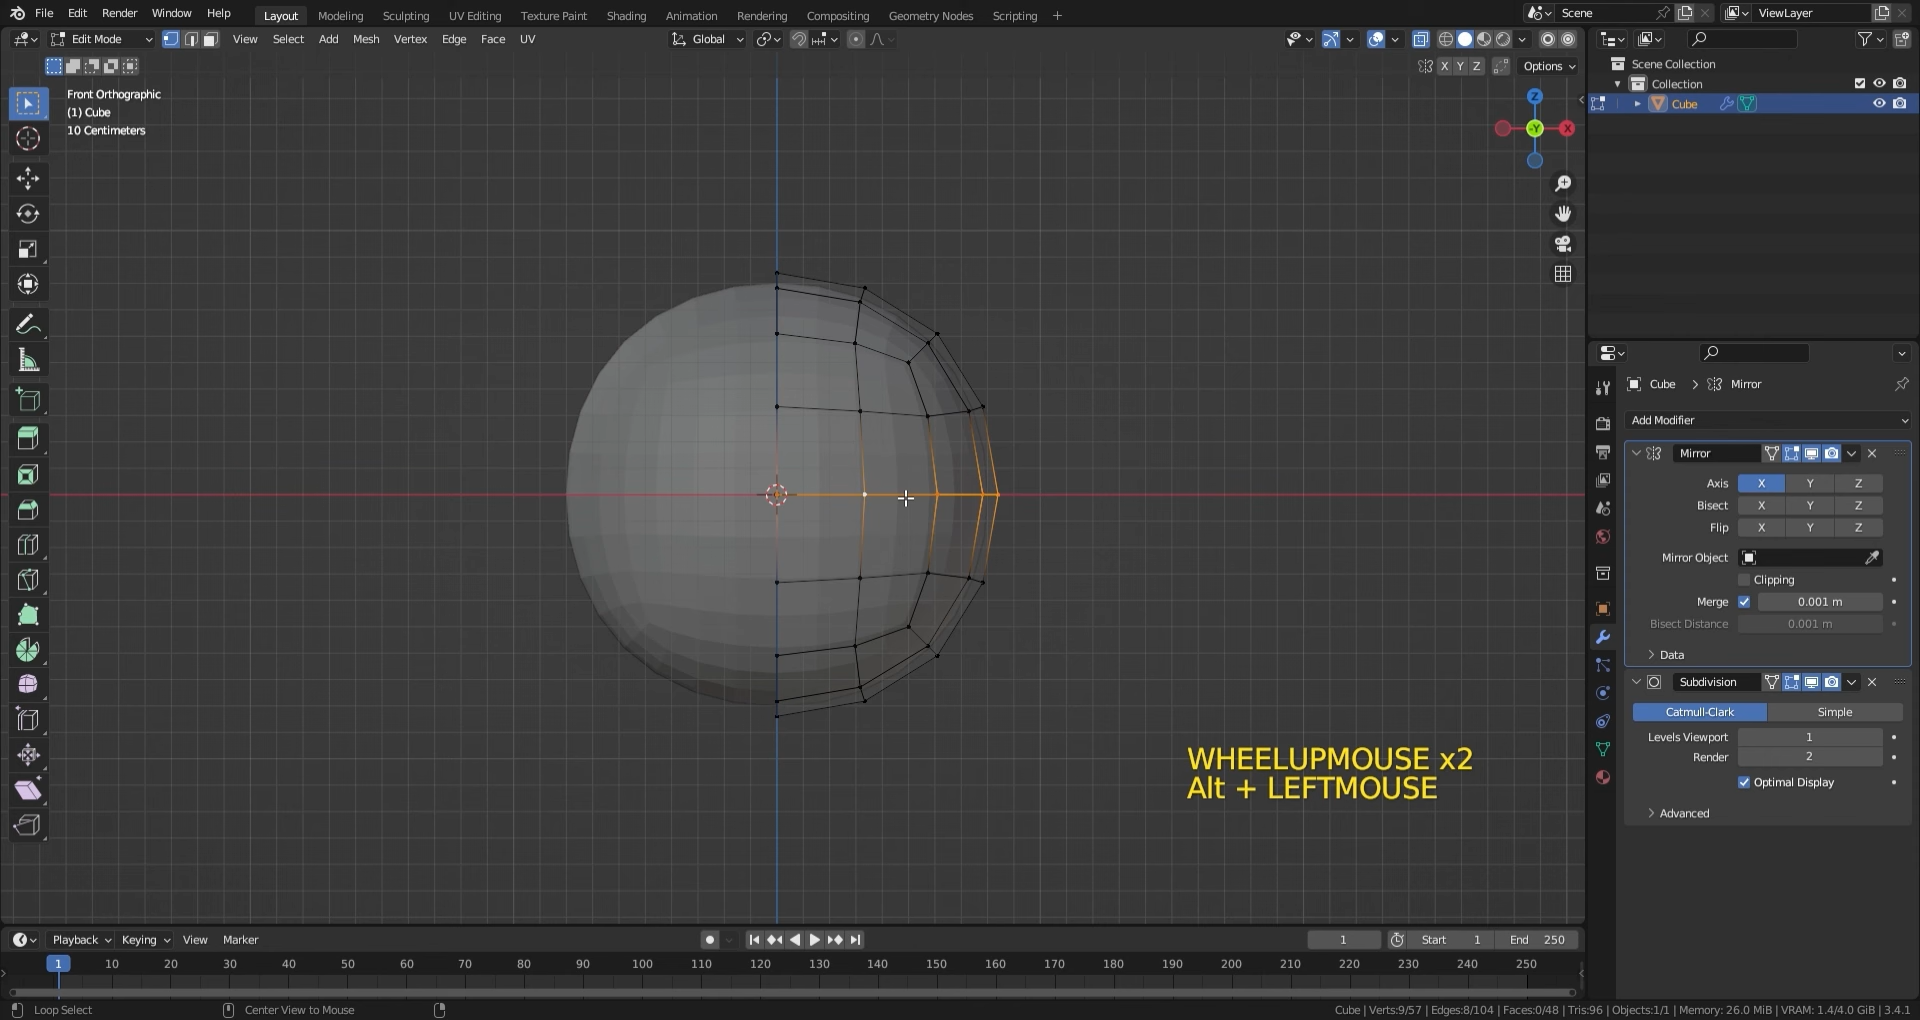 File Edit Render Window Help Layout Modeling Sculpting UV Editing Texture Paint Shading Animation Rendering Compositing Geometry Nodes Scripting + Scene ViewLayer
Edit Mode View Select Add Mesh Vertex Edge Face UV Global
X Y Z Options
Front Orthographic
(1) Cube
10 Centimeters
Z
-Y
X
Scene Collection
Collection
Cube
Cube > Mirror
Add Modifier
Mirror
Axis X Y Z
Bisect X Y Z
Flip X Y Z
Mirror Object
Clipping
Merge 0.001 m
Bisect Distance 0.001 m
Data
Subdivision
Catmull-Clark Simple
Levels Viewport 1
Render 2
Optimal Display
Advanced
WHEELUPMOUSE x2
Alt + LEFTMOUSE
Playback Keying View Marker 1 Start 1 End 250
1 10 20 30 40 50 60 70 80 90 100 110 120 130 140 150 160 170 180 190 200 210 220 230 240 250
Loop Select Center View to Mouse Cube | Verts:9/57 | Edges:8/104 | Faces:0/48 | Tris:96 | Objects:1/1 | Memory: 26.0 MiB | VRAM: 1.4/4.0 GiB | 3.4.1